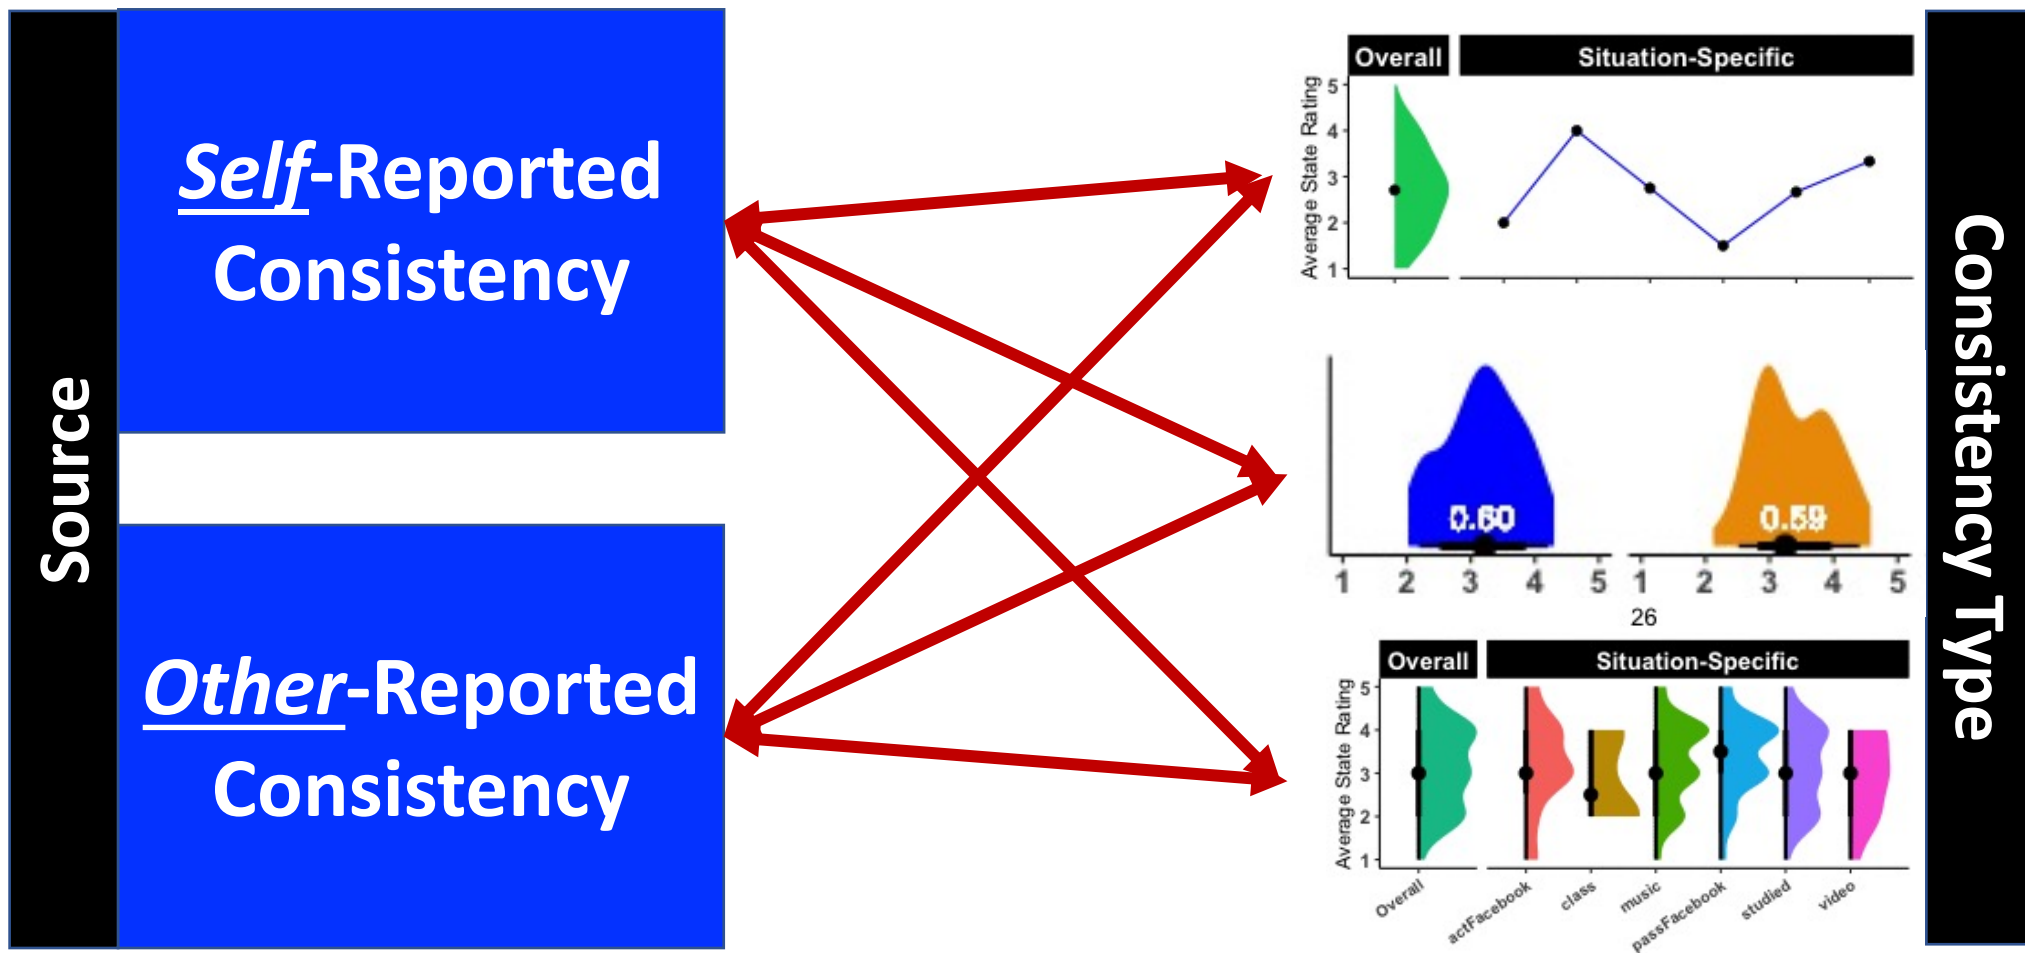 Source
Self-Reported
Consistency
Other-Reported
Consistency
Overall
Situation-Specific
Average State Rating
5
4
3
2
1
0.60
0.59
1 2 3 4 5
1 2 3 4 5
26
Overall
Situation-Specific
Average State Rating
5
4
3
2
1
Overall
actFacebook
class
music
passFacebook
studied
video
Consistency Type